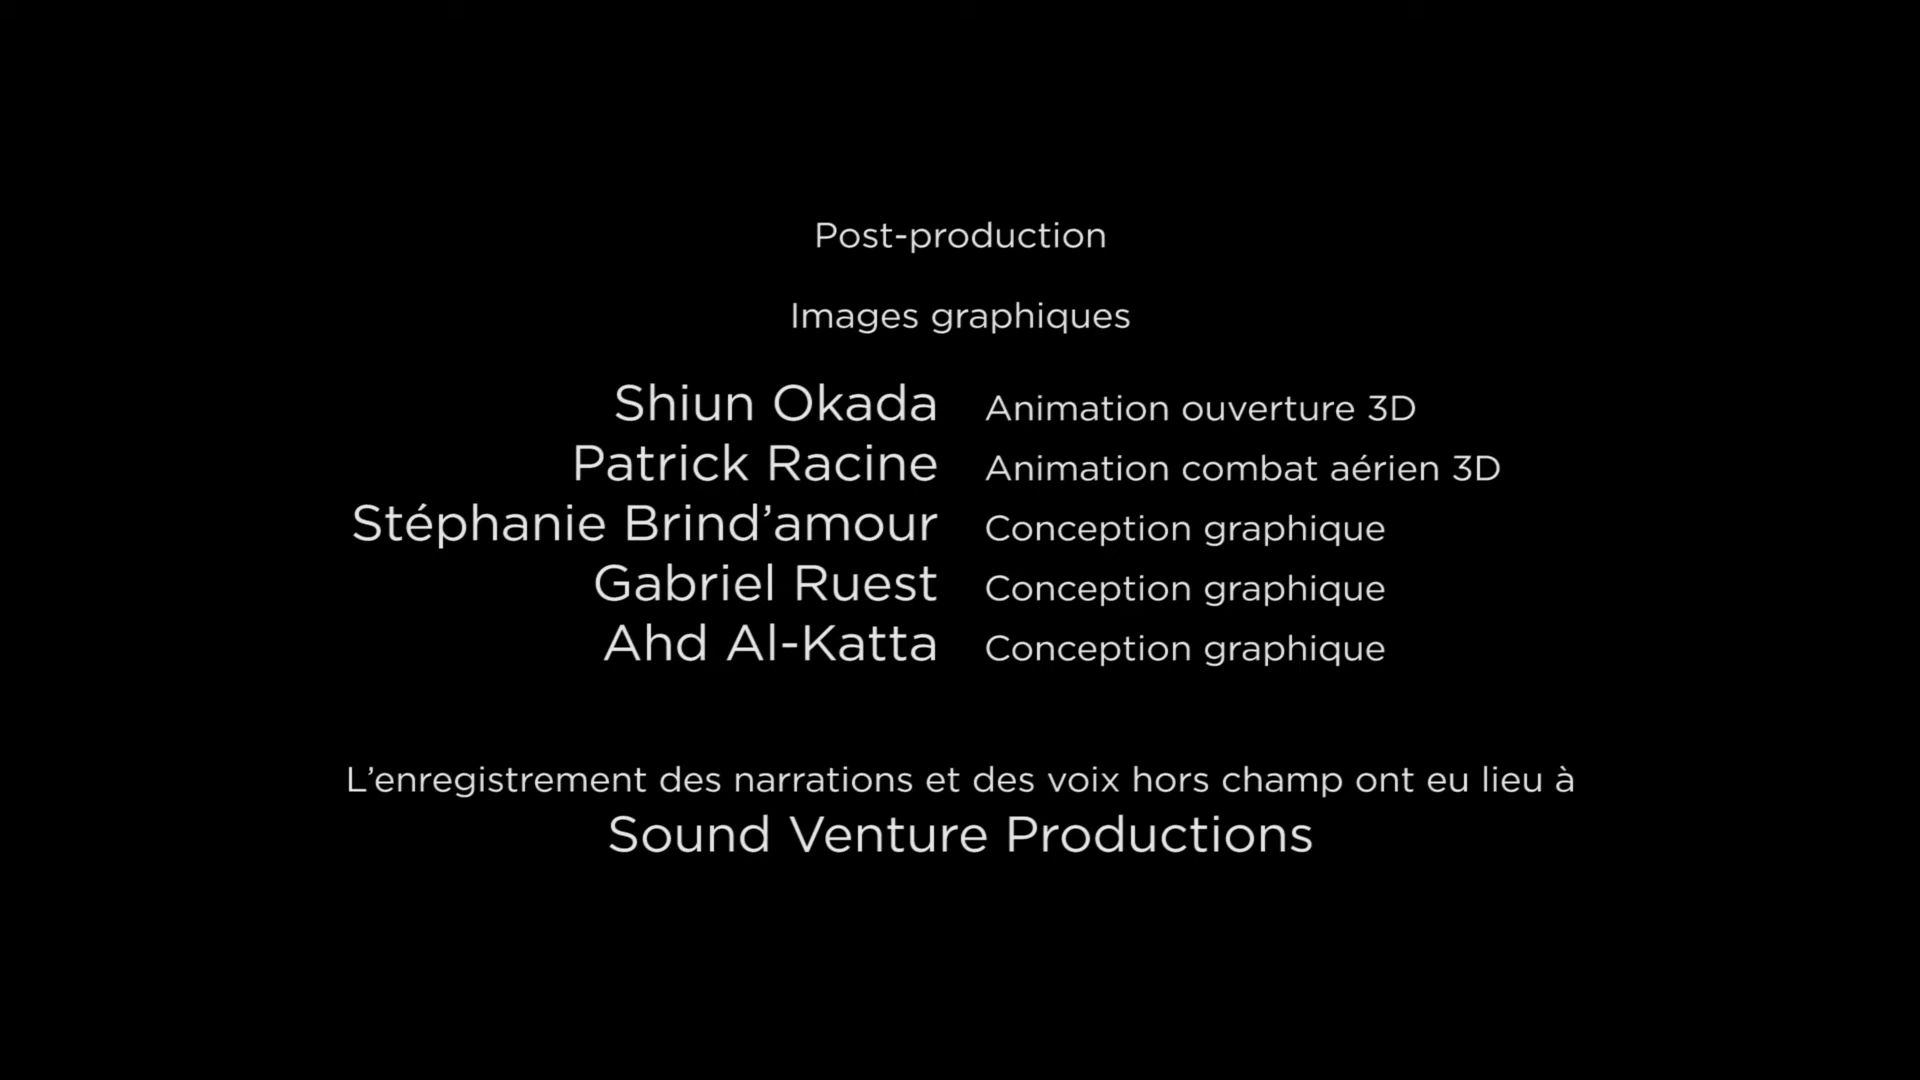 Post-production
Images graphiques
Shiun Okada Animation ouverture 3D
Patrick Racine Animation combat aérien 3D
Stéphanie Brind’amour Conception graphique
Gabriel Ruest Conception graphique
Ahd Al-Katta Conception graphique
L’enregistrement des narrations et des voix hors champ ont eu lieu à
Sound Venture Productions